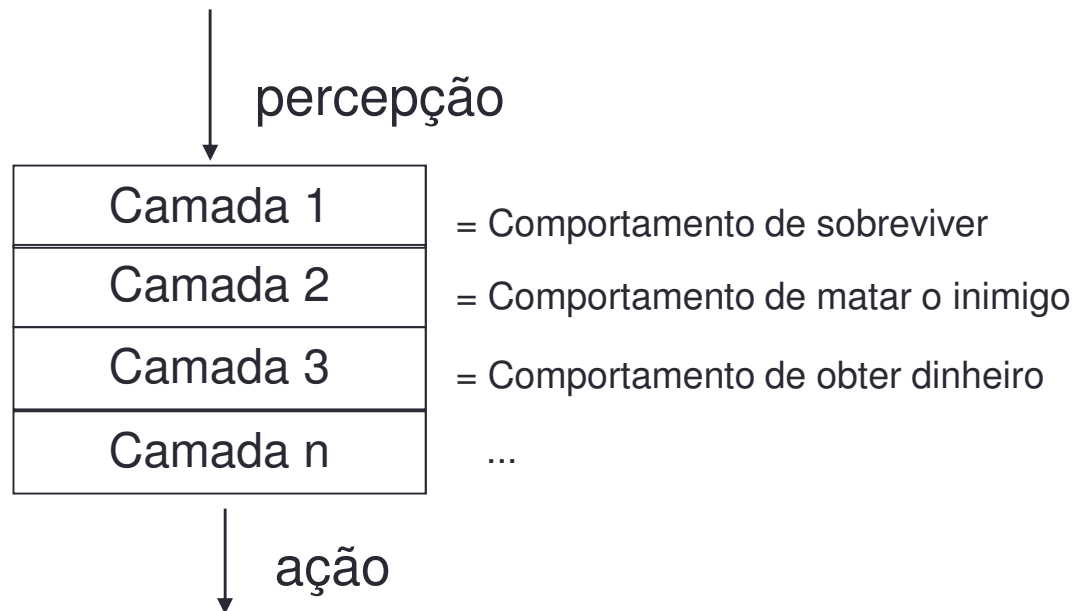 percepção
Camada 1
= Comportamento de sobreviver
Camada 2
= Comportamento de matar o inimigo
Camada 3
= Comportamento de obter dinheiro
Camada n
...
ação